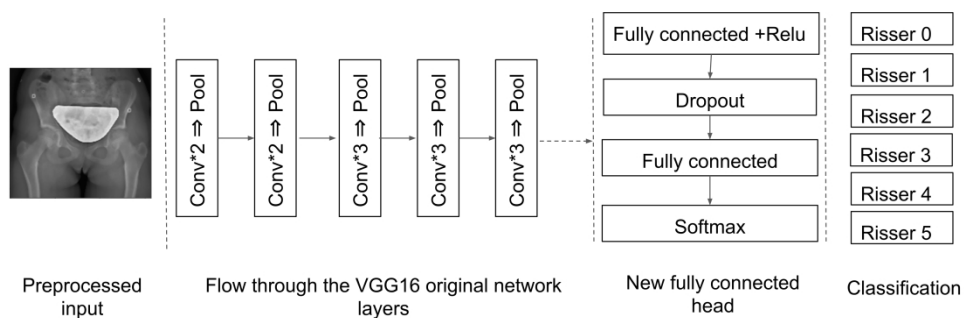 Conv*2 ⇒ Pool
Conv*2 ⇒ Pool
Conv*3 ⇒ Pool
Conv*3 ⇒ Pool
Conv*3 ⇒ Pool
Fully connected +Relu
Dropout
Fully connected
Softmax
Risser 0
Risser 1
Risser 2
Risser 3
Risser 4
Risser 5
Preprocessed
input
Flow through the VGG16 original network
layers
New fully connected
head
Classification